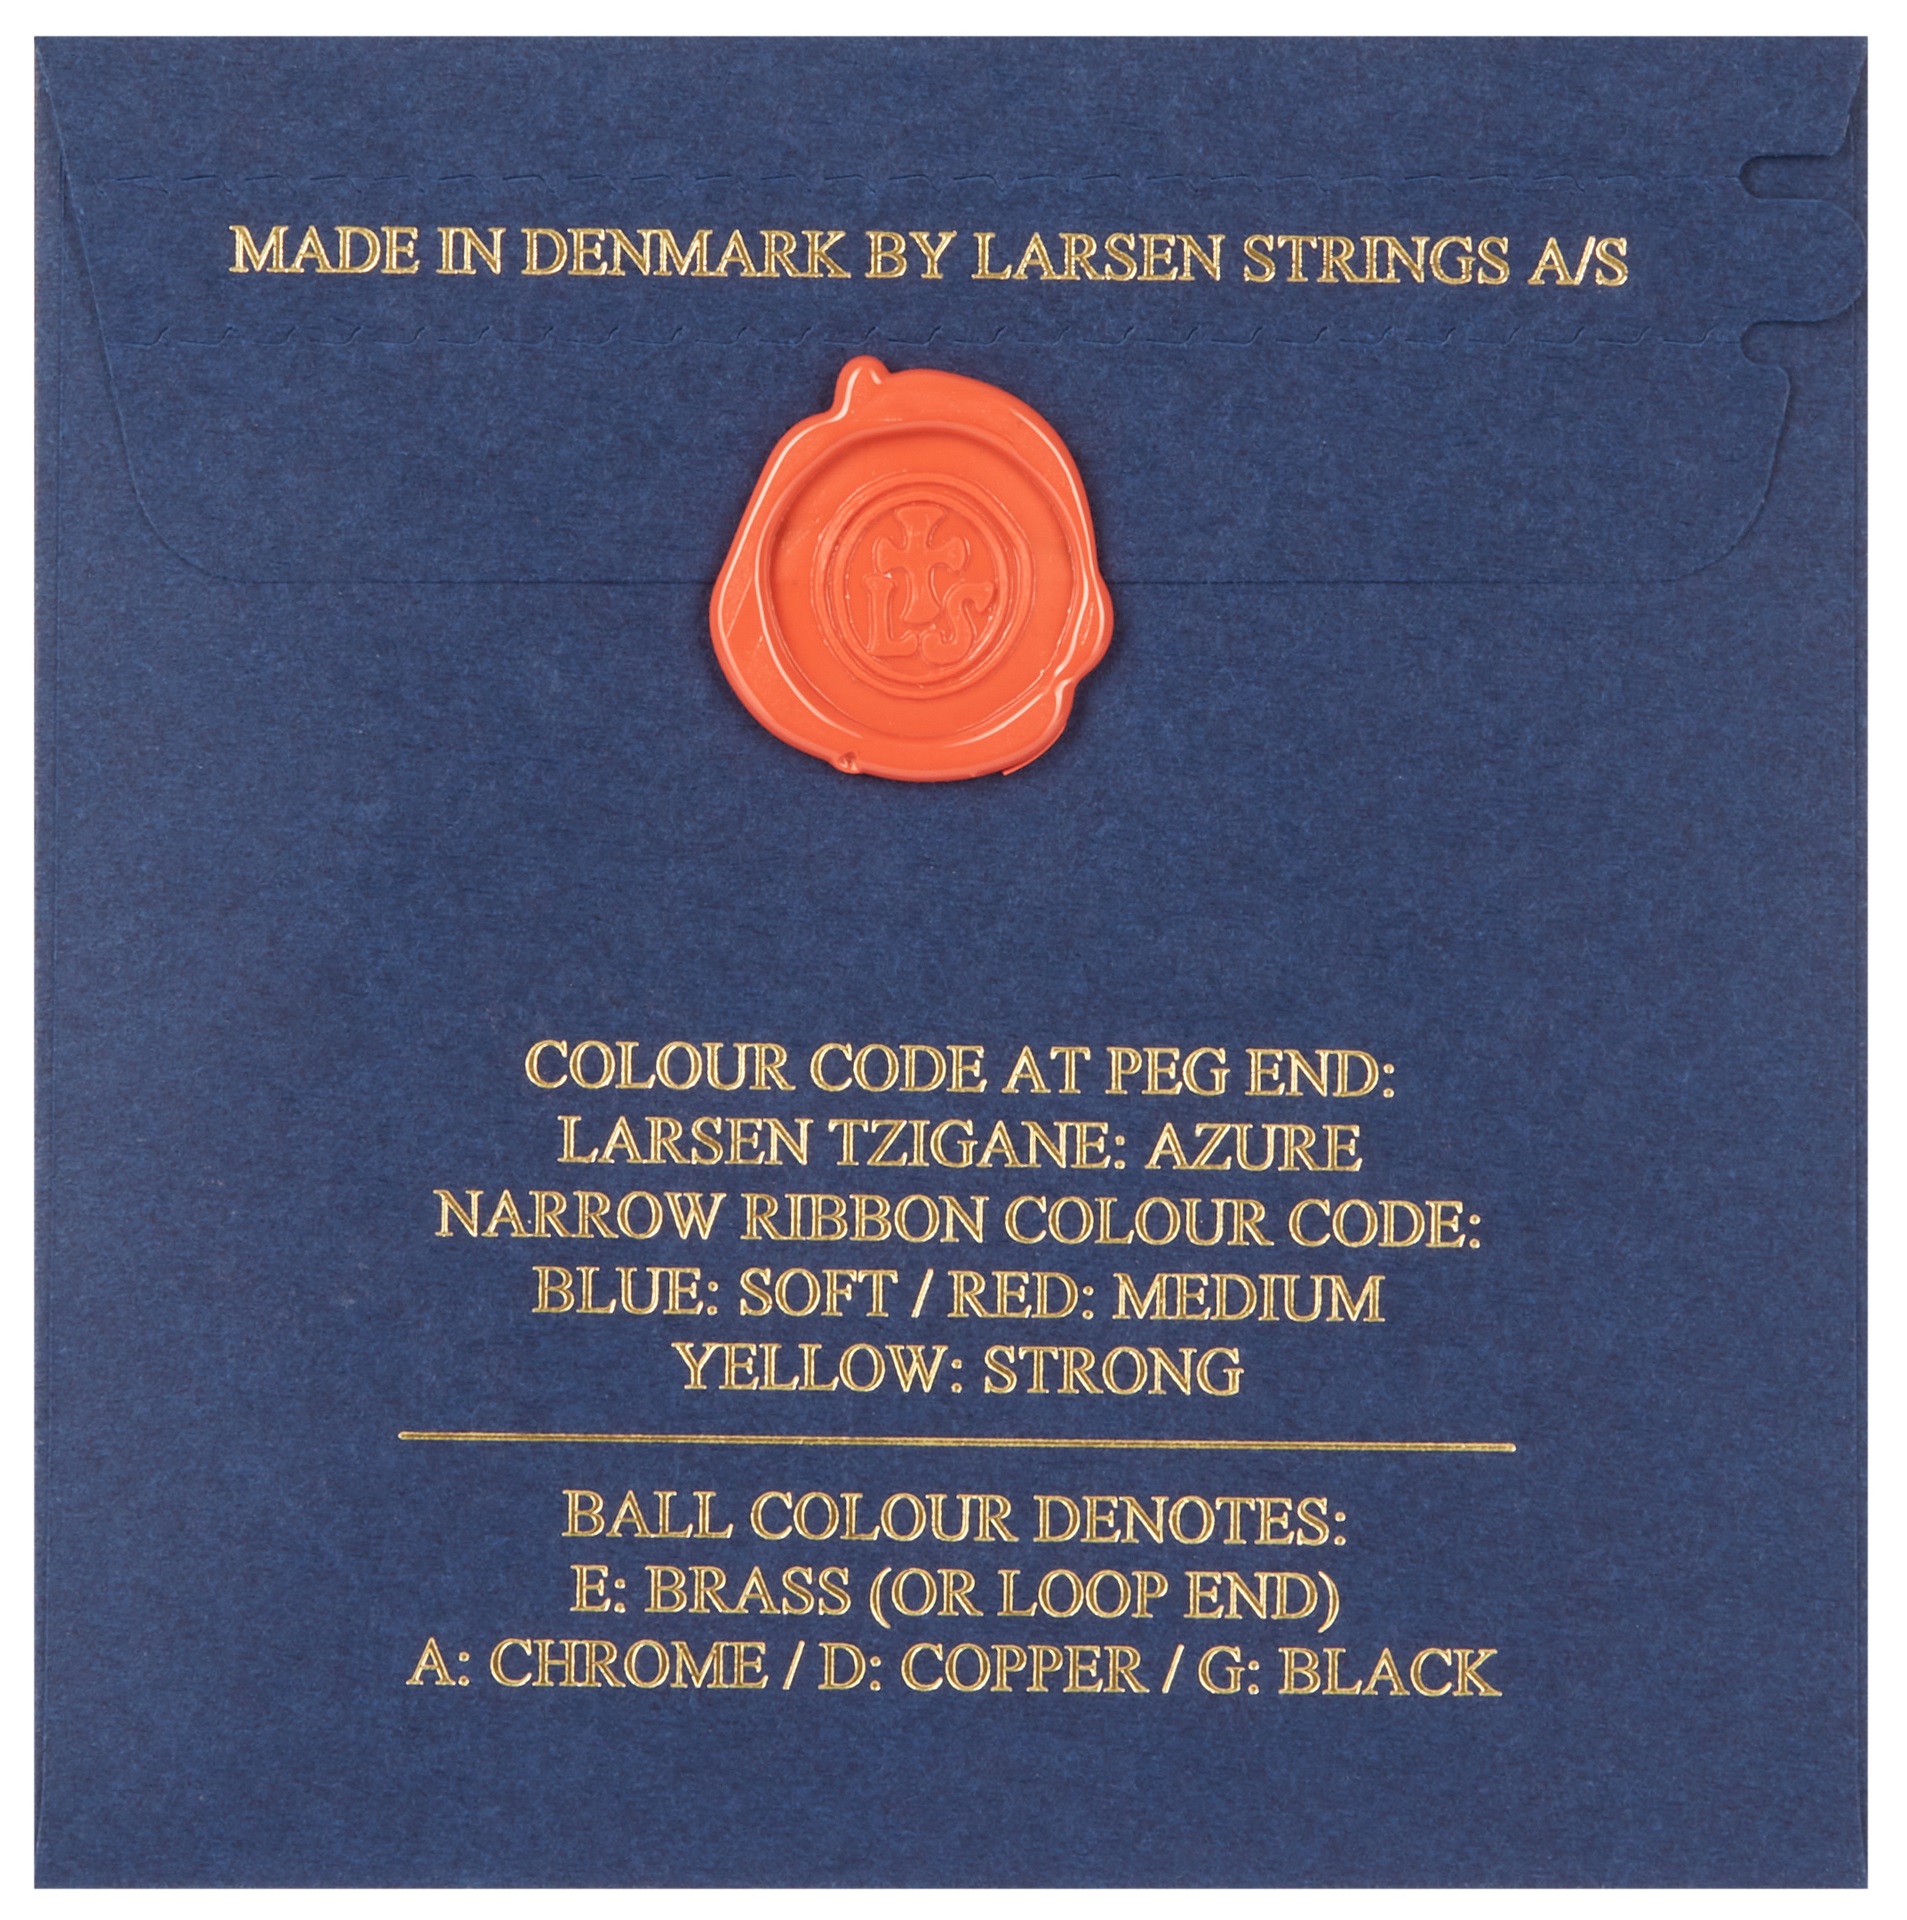 MADE IN DENMARK BY LARSEN STRINGS A/S
LS
COLOUR CODE AT PEG END:
LARSEN TZIGANE: AZURE
NARROW RIBBON COLOUR CODE:
BLUE: SOFT / RED: MEDIUM
YELLOW: STRONG
BALL COLOUR DENOTES:
E: BRASS (OR LOOP END)
A: CHROME / D: COPPER / G: BLACK